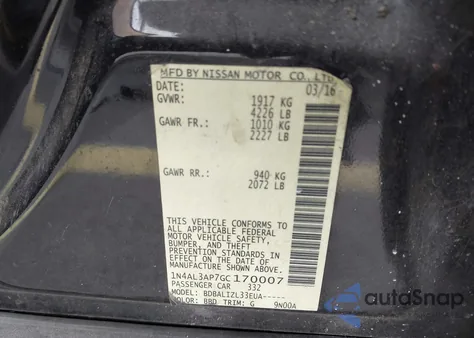 MFD BY NISSAN MOTOR CO., LTD
DATE: 03/16
GVWR: 1917 KG
4226 LB
GAWR FR.: 1010 KG
2227 LB
GAWR RR.: 940 KG
2072 LB
THIS VEHICLE CONFORMS TO
ALL APPLICABLE FEDERAL
MOTOR VEHICLE SAFETY,
BUMPER, AND THEFT
PREVENTION STANDARDS IN
EFFECT ON THE DATE OF
MANUFACTURE SHOWN ABOVE.
1N4AL3AP7GC170007
PASSENGER CAR 332
MODEL: BDBALIZL33EUA-----
COLOR: BBD TRIM: G 9N00A
autoSnap